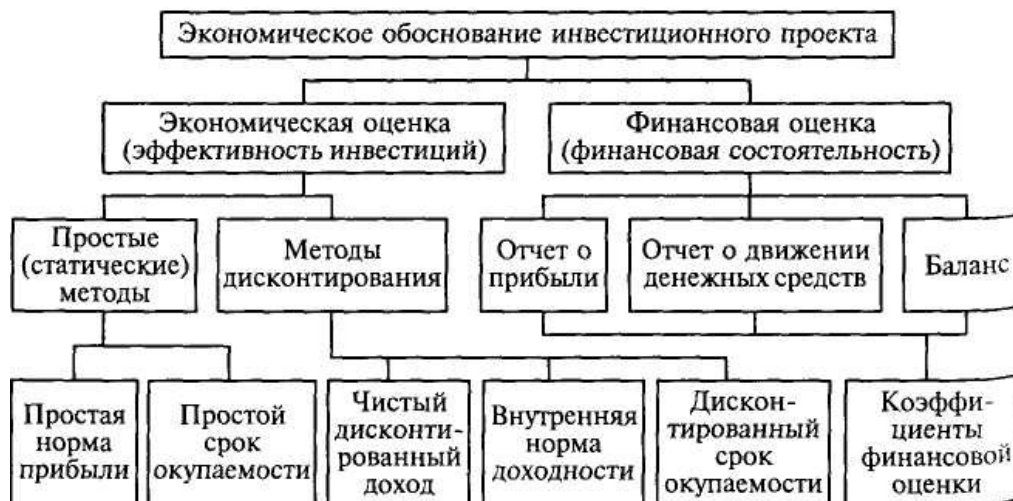 Экономическое обоснование инвестиционного проекта
Экономическая оценка
(эффективность инвестиций)
Финансовая оценка
(финансовая состоятельность)
Простые
(статические)
методы
Методы
дисконтирования
Отчет о
прибыли
Отчет о движении
денежных средств
Баланс
Простая
норма
прибыли
Простой
срок
окупаемости
Чистый
дисконти-
рованный
доход
Внутренняя
норма
доходности
Дискон-
тированный
срок
окупаемости
Коэффи-
циенты
финансовой
оценки